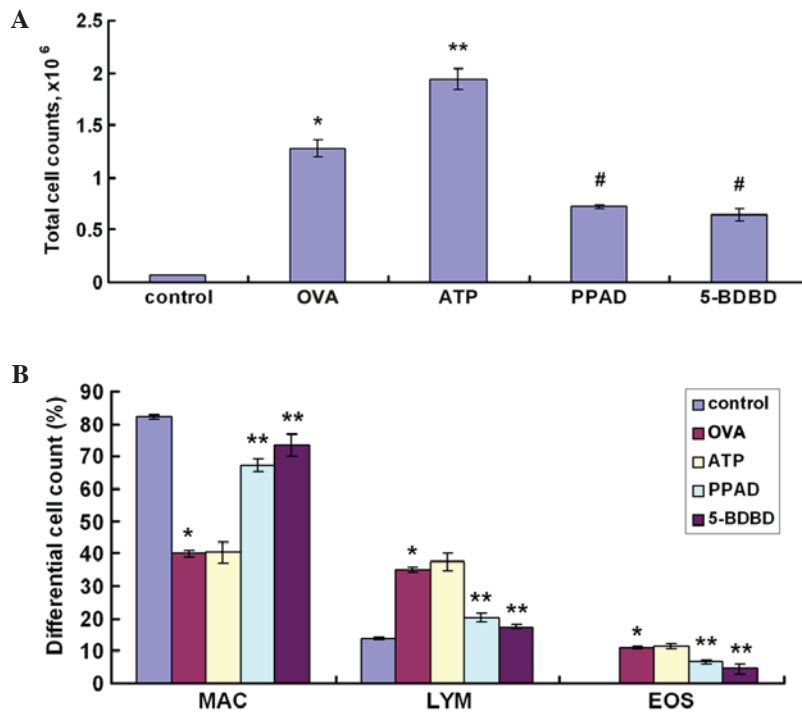 A
Total cell counts, x10 6
2.5
2
1.5
1
0.5
0
*
**
#
#
control OVA ATP PPAD 5-BDBD
B
Differential cell count (%)
90
80
70
60
50
40
30
20
10
0
* ** **
* ** **
* ** **
MAC LYM EOS
control
OVA
ATP
PPAD
5-BDBD